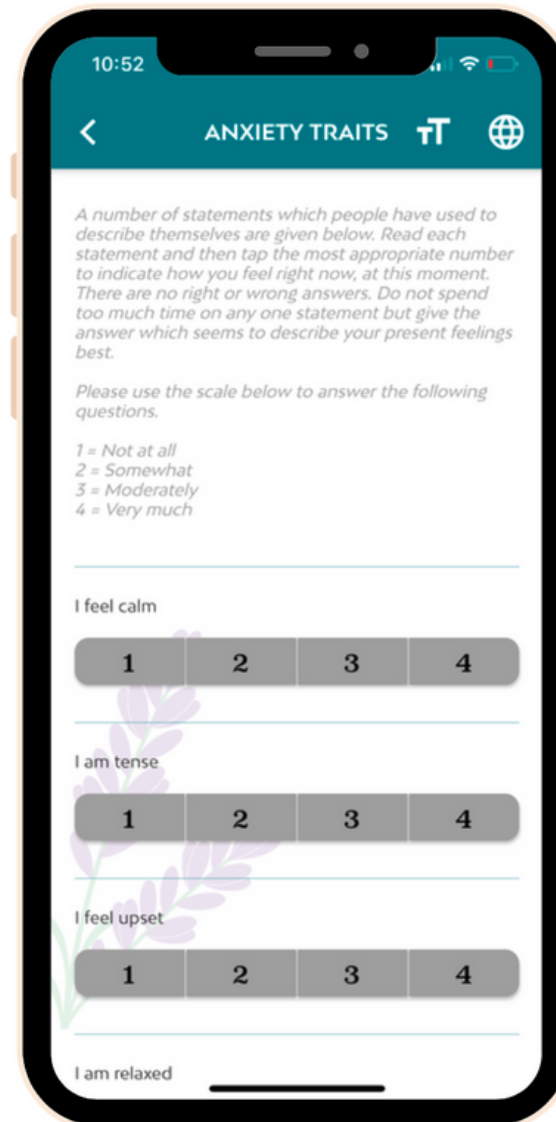 10:52
ANXIETY TRAITS
A number of statements which people have used to
describe themselves are given below. Read each
statement and then tap the most appropriate number
to indicate how you feel right now, at this moment.
There are no right or wrong answers. Do not spend
too much time on any one statement but give the
answer which seems to describe your present feelings
best.
Please use the scale below to answer the following
questions.
1 = Not at all
2 = Somewhat
3 = Moderately
4 = Very much
I feel calm
1 2 3 4
I am tense
1 2 3 4
I feel upset
1 2 3 4
I am relaxed